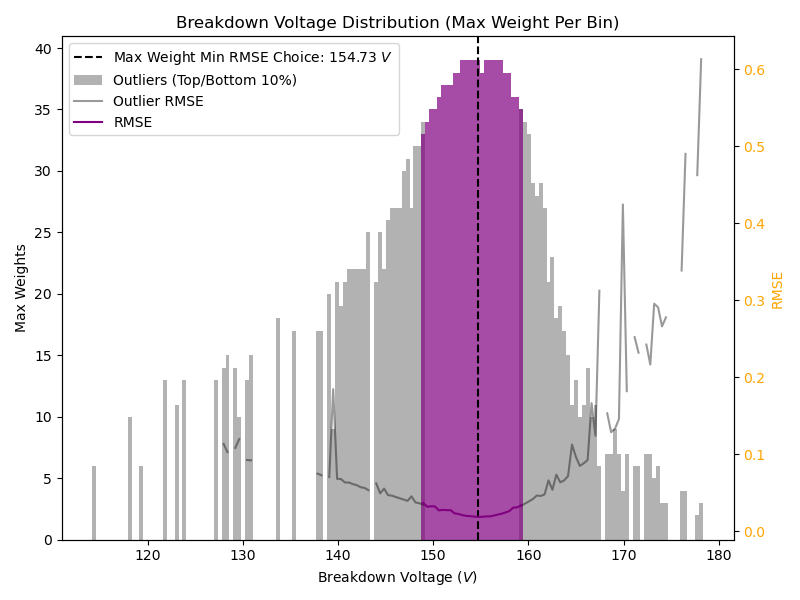 Breakdown Voltage Distribution (Max Weight Per Bin)
Max Weight Min RMSE Choice: 154.73 V
Outliers (Top/Bottom 10%)
Outlier RMSE
RMSE
40
35
30
25
20
15
10
5
0
Max Weights
0.6
0.5
0.4
0.3
0.2
0.1
0.0
RMSE
120
130
140
150
160
170
180
Breakdown Voltage (V)